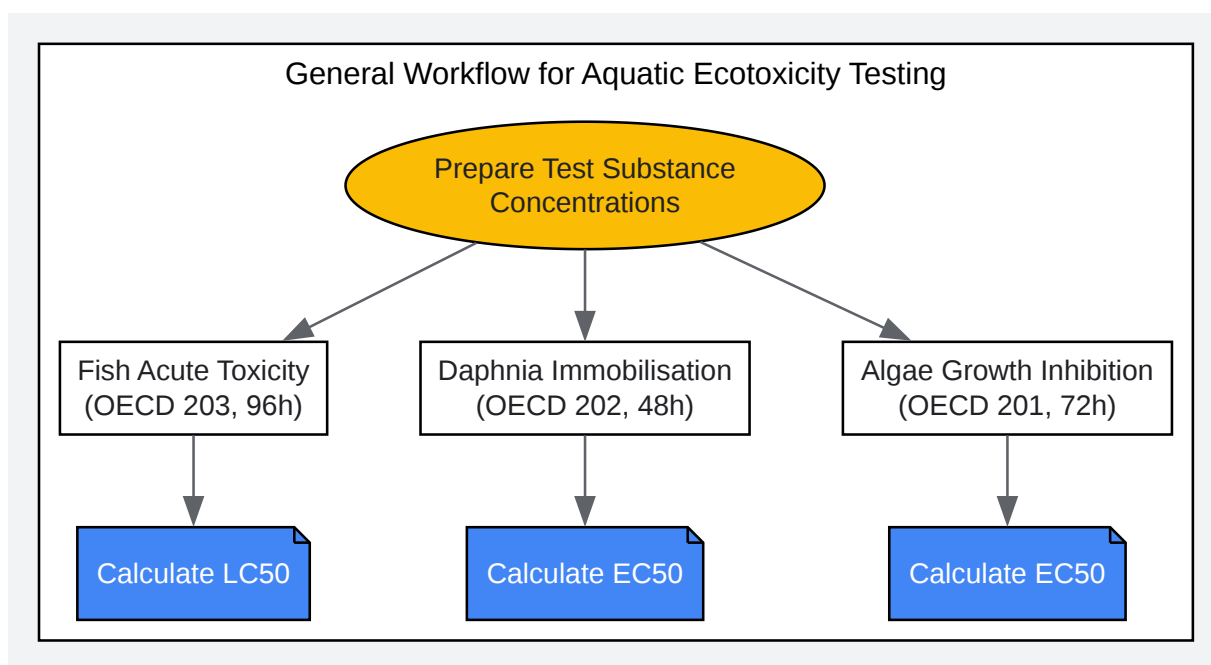 General Workflow for Aquatic Ecotoxicity Testing
Prepare Test Substance
Concentrations
Fish Acute Toxicity
(OECD 203, 96h)
Daphnia Immobilisation
(OECD 202, 48h)
Algae Growth Inhibition
(OECD 201, 72h)
Calculate LC50
Calculate EC50
Calculate EC50